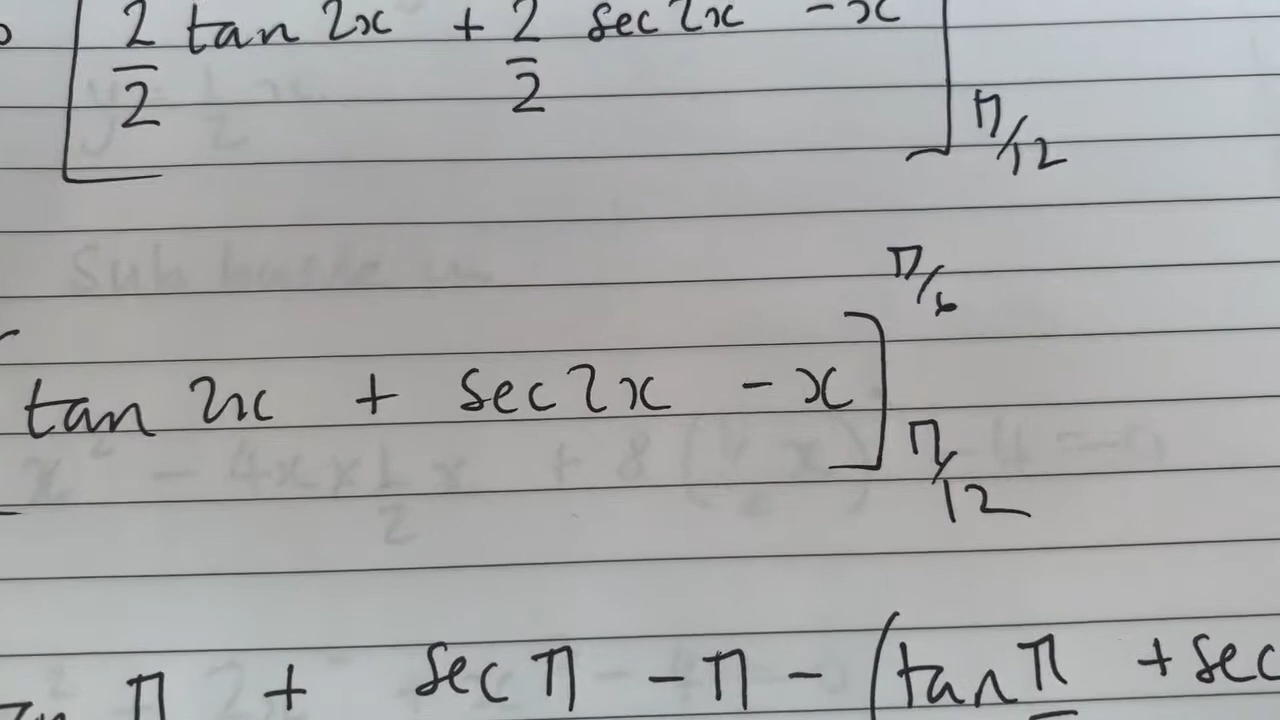 [2/2 tan 2x + 2/2 sec 2x - x] π/12
tan 2x + sec 2x - x] π/6 π/12
π + sec π - π - (tan π + sec